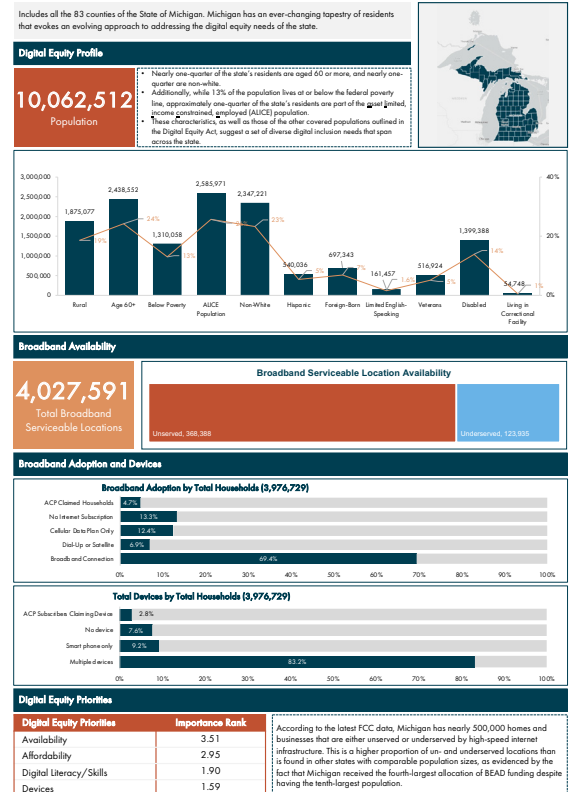 Includes all the 83 counties of the State of Michigan. Michigan has an ever-changing tapestry of residents
that evokes an evolving approach to addressing the digital equity needs of the state.
Digital Equity Profile
10,062,512
Population
• Nearly one-quarter of the state's residents are aged 60 or more, and nearly one-
quarter are non-white.
• Additionally, while 13% of the population lives at or below the federal poverty
line, approximately one-quarter of the state's residents are part of the asset limited,
income constrained, employed (ALICE) population.
• These characteristics, as well as those of the other covered populations outlined in
the Digital Equity Act, suggest a set of diverse digital inclusion needs that span
across the state.
3,000,000
2,500,000
2,000,000
1,500,000
1,000,000
500,000
0
40%
20%
0%
1,875,077
2,438,552
1,310,058
2,585,971
2,347,221
540,036
697,343
161,457
516,924
1,399,388
54,748
19%
24%
13%
23%
5%
7%
1.6%
5%
14%
1%
Rural
Age 60+
Below Poverty
ALICE
Population
Non-White
Hispanic
Foreign-Born
Limited English-
Speaking
Veterans
Disabled
Living in
Correctional
Facility
Broadband Availability
4,027,591
Total Broadband
Serviceable Locations
Broadband Serviceable Location Availability
Unserved, 368,388
Underserved, 123,935
Broadband Adoption and Devices
Broadband Adoption by Total Households (3,976,729)
ACP Claimed Households 4.7%
No Internet Subscription 13.3%
Cellular Data Plan Only 12.4%
Dial-Up or Satellite 6.9%
Broadband Connection 69.4%
0% 10% 20% 30% 40% 50% 60% 70% 80% 90% 100%
Total Devices by Total Households (3,976,729)
ACP Subscribers Claiming Device 2.8%
No device 7.6%
Smart phone only 9.2%
Multiple devices 83.2%
0% 10% 20% 30% 40% 50% 60% 70% 80% 90% 100%
Digital Equity Priorities
Digital Equity Priorities Importance Rank
Availability 3.51
Affordability 2.95
Digital Literacy/Skills 1.90
Devices 1.59
According to the latest FCC data, Michigan has nearly 500,000 homes and
businesses that are either unserved or underserved by high-speed internet
infrastructure. This is a higher proportion of un- and underserved locations than
is found in other states with comparable population sizes, as evidenced by the
fact that Michigan received the fourth-largest allocation of BEAD funding despite
having the tenth-largest population.